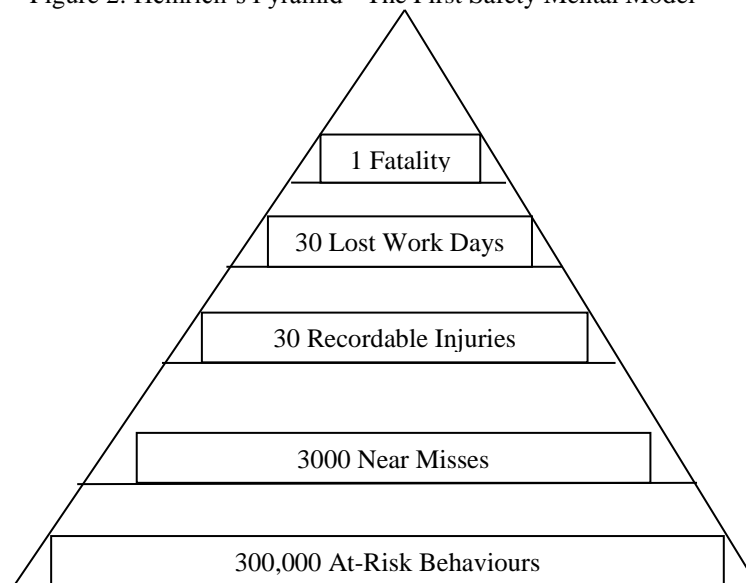 Figure 2: Heinrich's Pyramid - The First Safety Mental Model
1 Fatality
30 Lost Work Days
30 Recordable Injuries
3000 Near Misses
300,000 At-Risk Behaviours